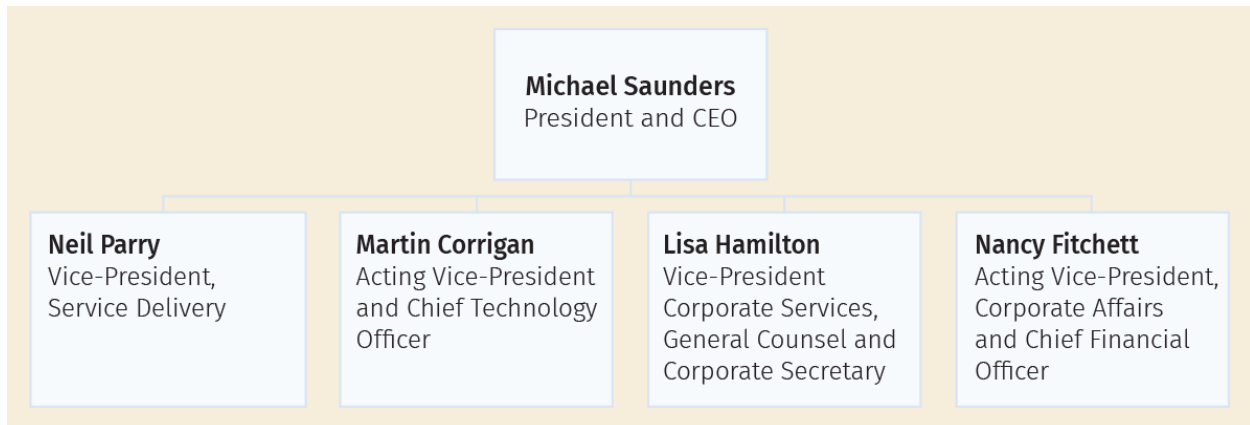 Michael Saunders
President and CEO
Neil Parry
Vice-President,
Service Delivery
Martin Corrigan
Acting Vice-President
and Chief Technology
Officer
Lisa Hamilton
Vice-President
Corporate Services,
General Counsel and
Corporate Secretary
Nancy Fitchett
Acting Vice-President,
Corporate Affairs
and Chief Financial
Officer